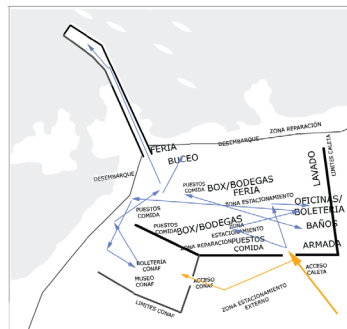 ZONA REPARACIÓN
DESEMBARQUE
LIMITES CALETA
FERIA
BUCEO
LAVADO
DESEMBARQUE
PUESTOS
COMIDA
BOX/BODEGAS
FERIA
ZONA ESTACIONAMIENTO
OFICINAS/
BOLETERIA
PUESTOS
COMIDA
PUESTOS
COMIDA
BOX/BODEGAS
ZONA
ESTACIONAMIENTO
BAÑOS
ZONA REPARACIÓN
PUESTOS
COMIDA
ARMADA
BOLETERIA
CONAF
ACCESO
CALETA
MUSEO
CONAF
ACCESO
CONAF
ZONA ESTACIONAMIENTO
EXTERNO
LIMITES CONAF